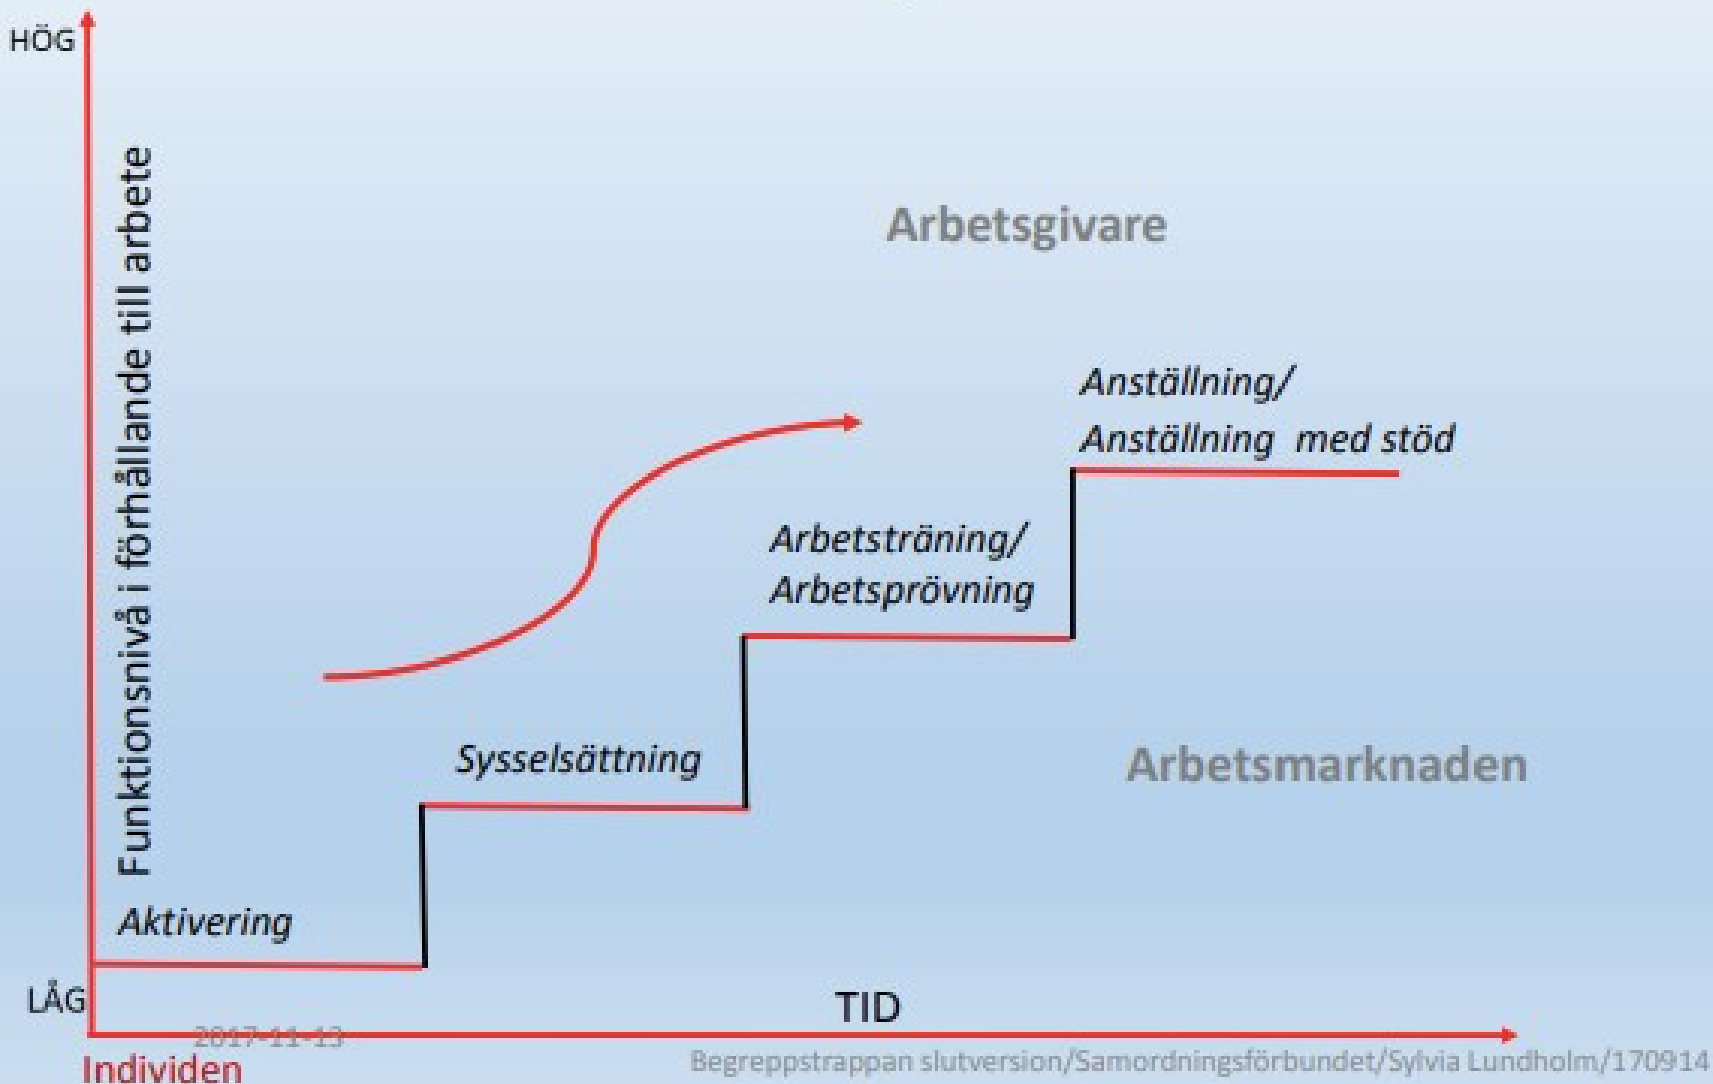 HÖG
Funktionsnivå i förhållande till arbete
Arbetsgivare
Anställning/
Anställning med stöd
Arbetsträning/
Arbetsprövning
Sysselsättning
Arbetsmarknaden
Aktivering
LÅG
TID
2017-11-13
Individen
Begreppstrappan slutversion/Samordningsförbundet/Sylvia Lundholm/170914